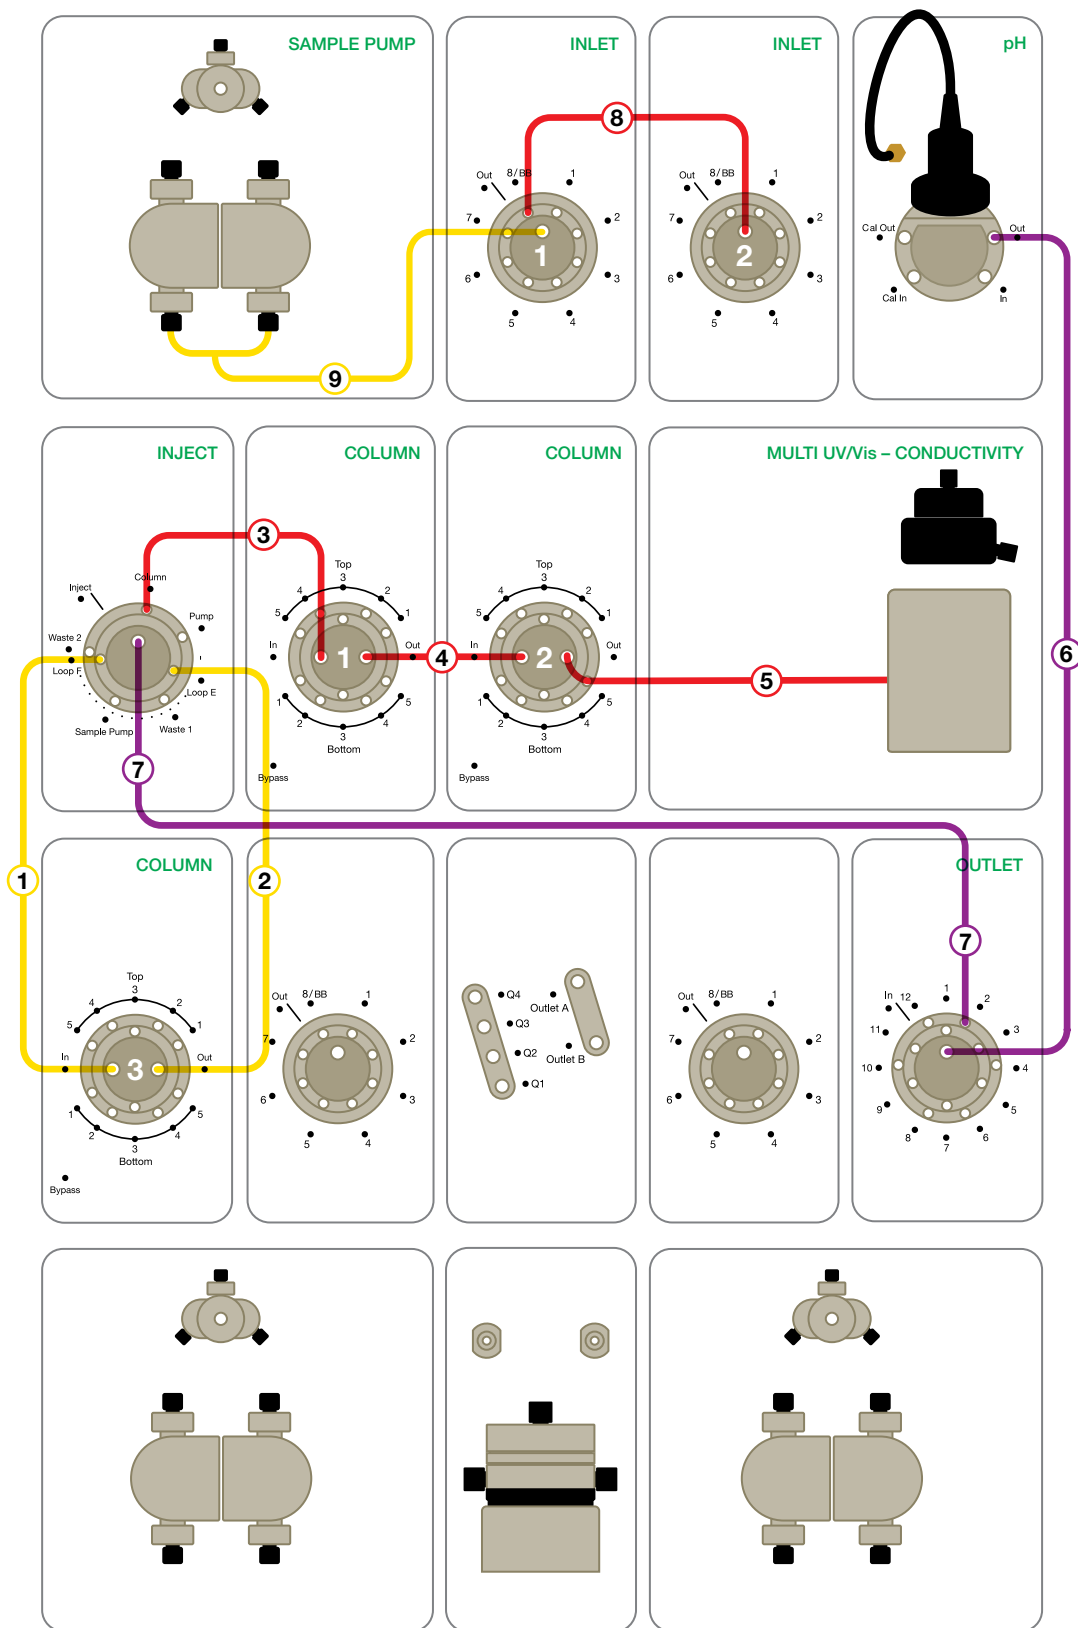 SAMPLE PUMP
INLET
INLET
pH
8
Out
8/BB
1
2
3
4
5
6
7
1
Out
8/BB
1
2
3
4
5
6
7
2
Cal Out
Out
Cal In
In
9
INJECT
COLUMN
COLUMN
MULTI UV/Vis – CONDUCTIVITY
3
Inject
Column
Pump
Waste 2
Loop F
Loop E
Sample Pump
Waste 1
Top
3
4
2
5
1
In
1
Out
1
5
2
4
3
Bottom
Bypass
4
Top
3
4
2
5
1
In
2
Out
1
5
2
4
3
Bottom
Bypass
5
6
7
1
2
COLUMN
OUTLET
7
Top
3
4
2
5
1
In
3
Out
1
5
2
4
3
Bottom
Bypass
Out
8/BB
1
2
3
4
5
6
7
Q4
Outlet A
Q3
Q2
Outlet B
Q1
Out
8/BB
1
2
3
4
5
6
7
In
12
1
2
3
4
5
6
7
8
9
10
11